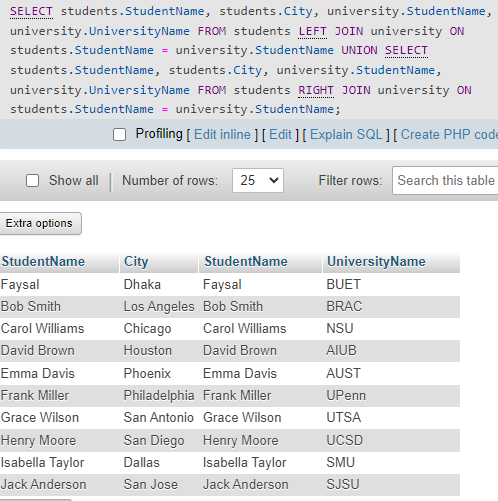 SELECT students.StudentName, students.City, university.StudentName,
university.UniversityName FROM students LEFT JOIN university ON
students.StudentName = university.StudentName UNION SELECT
students.StudentName, students.City, university.StudentName,
university.UniversityName FROM students RIGHT JOIN university ON
students.StudentName = university.StudentName;
Profiling [ Edit inline ] [ Edit ] [ Explain SQL ] [ Create PHP code
Show all Number of rows: 25 Filter rows: Search this table
Extra options
StudentName City StudentName UniversityName
Faysal Dhaka Faysal BUET
Bob Smith Los Angeles Bob Smith BRAC
Carol Williams Chicago Carol Williams NSU
David Brown Houston David Brown AIUB
Emma Davis Phoenix Emma Davis AUST
Frank Miller Philadelphia Frank Miller UPenn
Grace Wilson San Antonio Grace Wilson UTSA
Henry Moore San Diego Henry Moore UCSD
Isabella Taylor Dallas Isabella Taylor SMU
Jack Anderson San Jose Jack Anderson SJSU